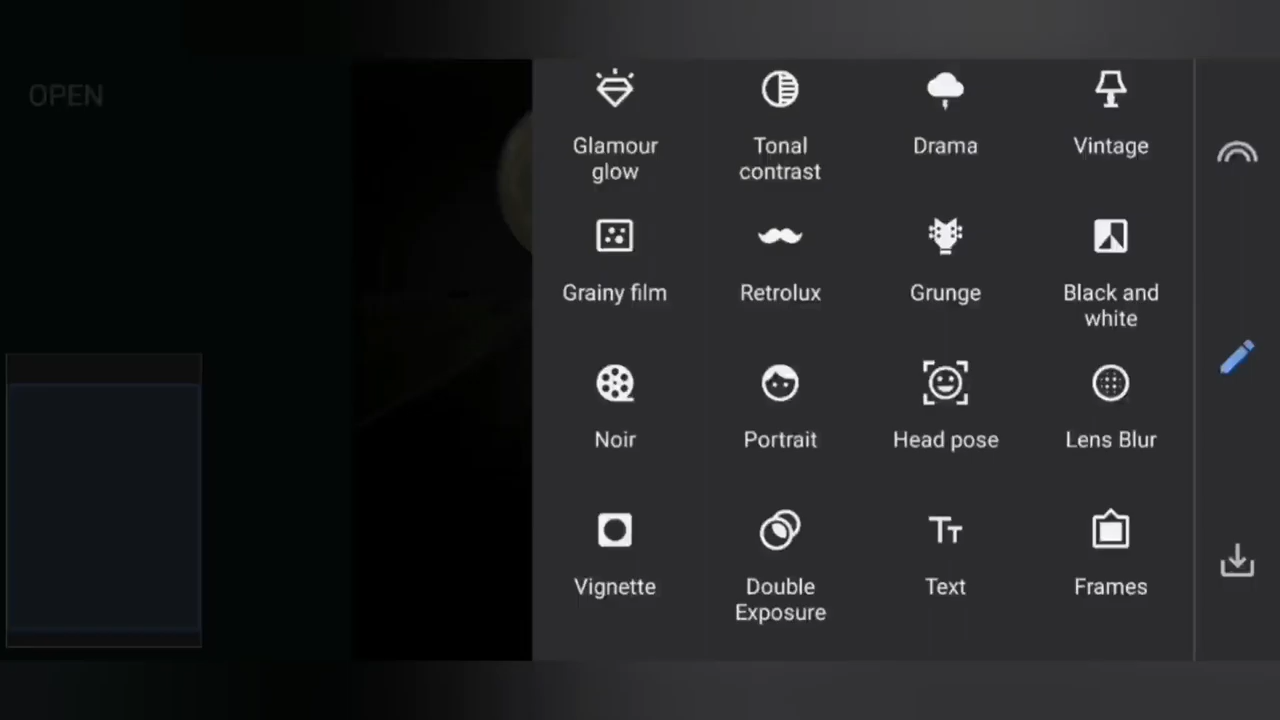 OPEN
Glamour
glow
Tonal
contrast
Drama
Vintage
Grainy film
Retrolux
Grunge
Black and
white
Noir
Portrait
Head pose
Lens Blur
Vignette
Double
Exposure
Text
Frames